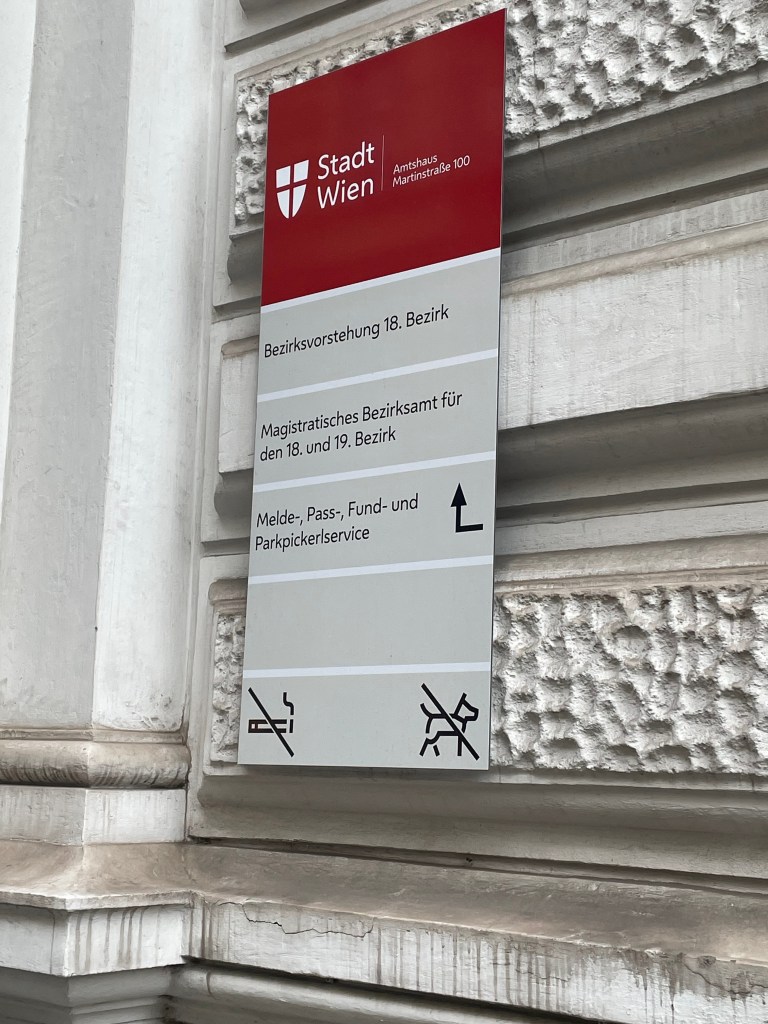 Stadt
Wien
Amtshaus
Martinstraße 100
Bezirksvorstehung 18. Bezirk
Magistratisches Bezirksamt für
den 18. und 19. Bezirk
Melde-, Pass-, Fund- und
Parkpickerlservice